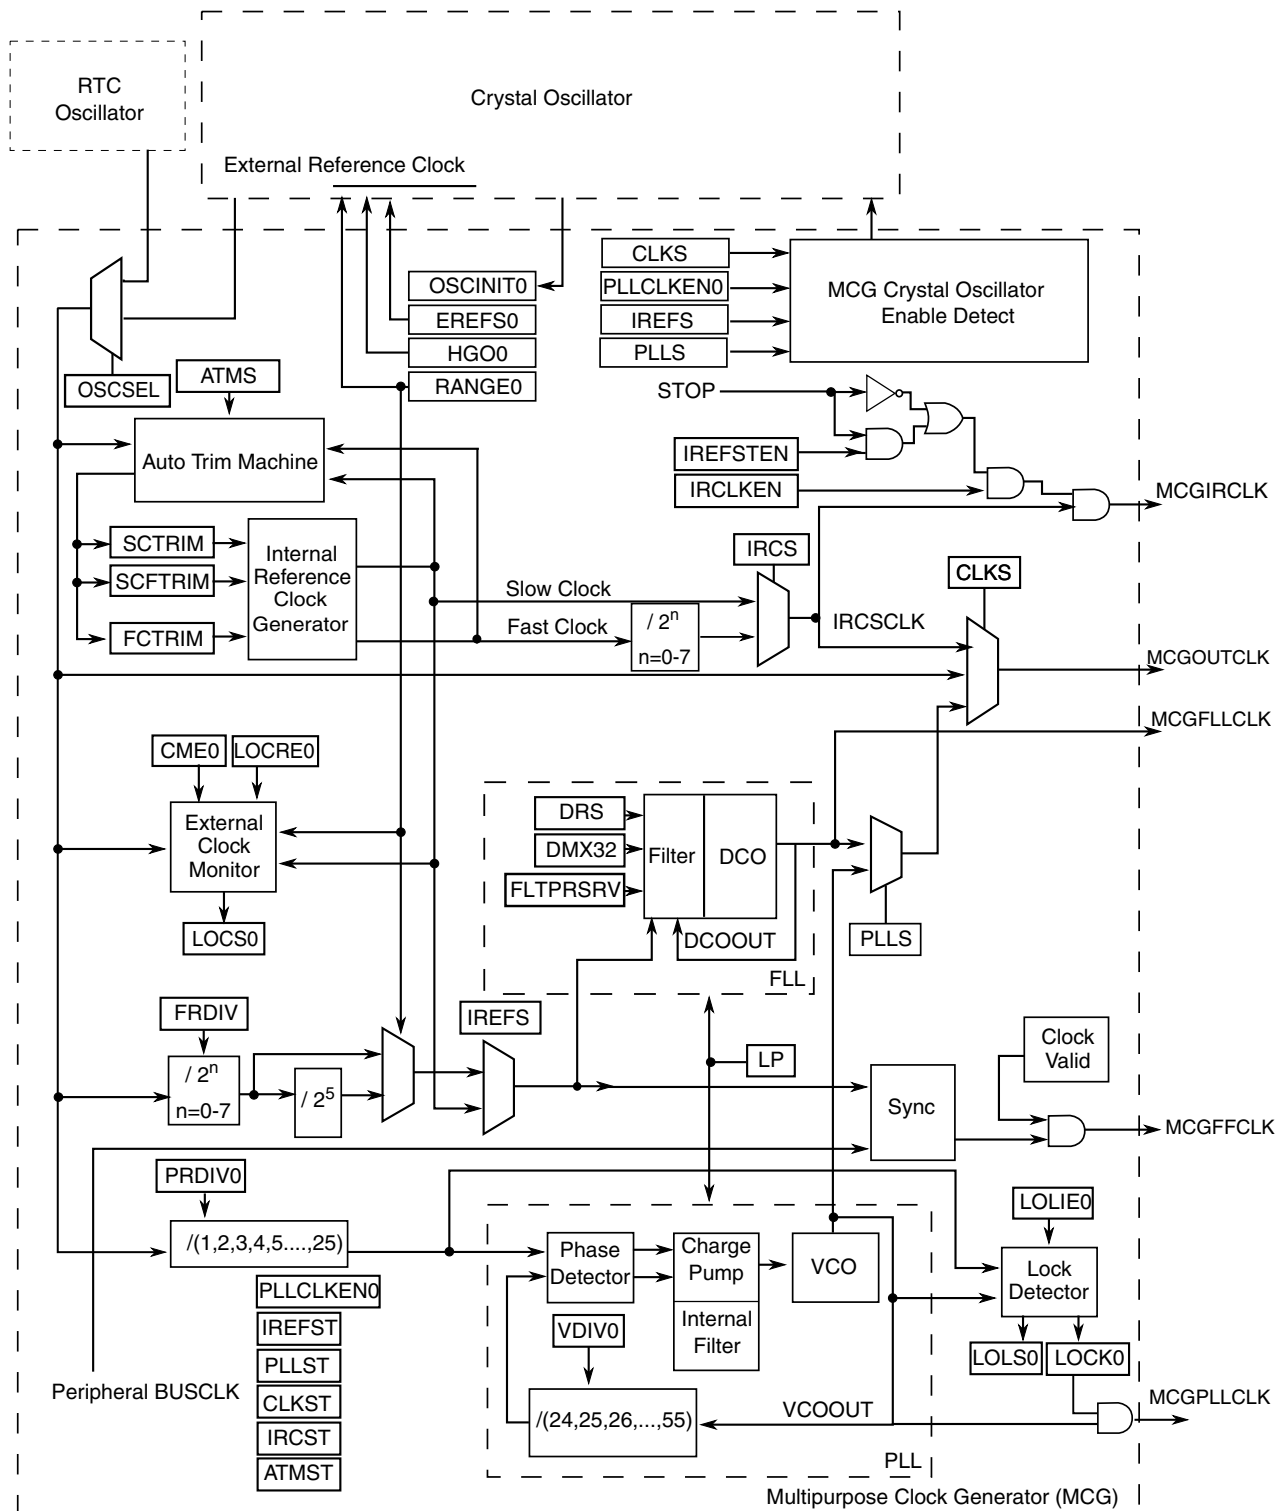 RTC
Oscillator
Crystal Oscillator
External Reference Clock
OSCINIT0
EREFS0
HGO0
RANGE0
CLKS
PLLCLKEN0
IREFS
PLLS
MCG Crystal Oscillator
Enable Detect
OSCSEL
ATMS
Auto Trim Machine
STOP
IREFSTEN
IRCLKEN
MCGIRCLK
SCTRIM
SCFTRIM
FCTRIM
Internal
Reference
Clock
Generator
Slow Clock
Fast Clock
/ 2n
n=0-7
IRCS
IRCSCLK
CLKS
MCGOUTCLK
MCGFLLCLK
CME0
LOCRE0
External
Clock
Monitor
LOCS0
DRS
DMX32
FLTPRSRV
Filter
DCO
DCOOUT
FLL
PLLS
FRDIV
/ 2n
n=0-7
/ 25
IREFS
LP
Sync
Clock
Valid
MCGFFCLK
PRDIV0
/(1,2,3,4,5....,25)
Phase
Detector
Charge
Pump
Internal
Filter
VCO
LOLIE0
Lock
Detector
LOLS0
LOCK0
VDIV0
/(24,25,26,...,55)
VCOOUT
PLL
MCGPLLCLK
PLLCLKEN0
IREFST
PLLST
CLKST
IRCST
ATMST
Peripheral BUSCLK
Multipurpose Clock Generator (MCG)